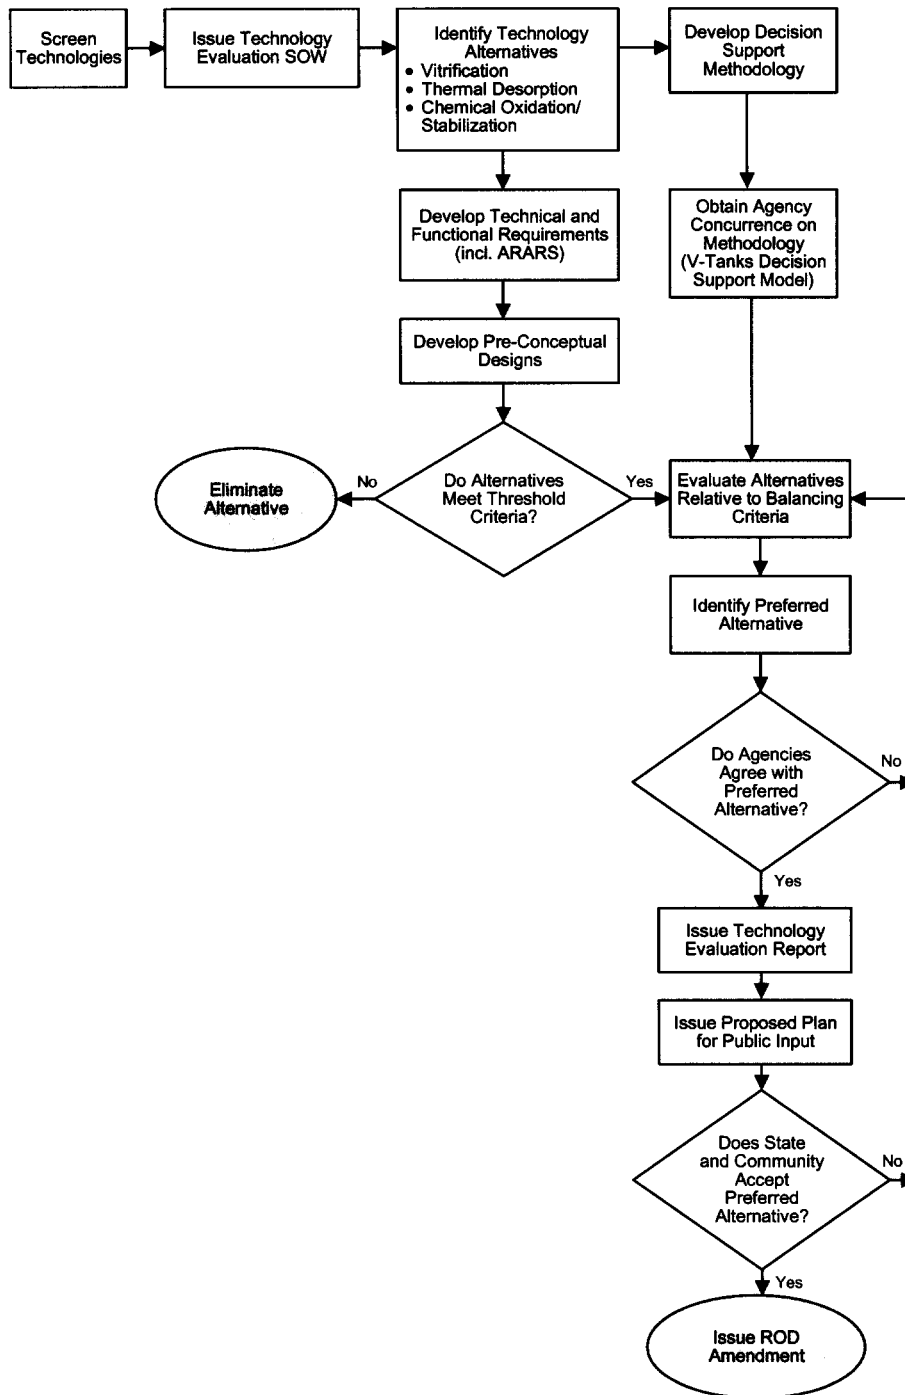 Screen
Technologies
Issue Technology
Evaluation SOW
Identify Technology
Alternatives
• Vitrification
• Thermal Desorption
• Chemical Oxidation/
Stabilization
Develop Decision
Support
Methodology
Develop Technical and
Functional Requirements
(incl. ARARS)
Obtain Agency
Concurrence on
Methodology
(V-Tanks Decision
Support Model)
Develop Pre-Conceptual
Designs
Eliminate
Alternative
No
Do Alternatives
Meet Threshold
Criteria?
Yes
Evaluate Alternatives
Relative to Balancing
Criteria
Identify Preferred
Alternative
Do Agencies
Agree with
Preferred
Alternative?
No
Yes
Issue Technology
Evaluation Report
Issue Proposed Plan
for Public Input
Does State
and Community
Accept
Preferred
Alternative?
No
Yes
Issue ROD
Amendment